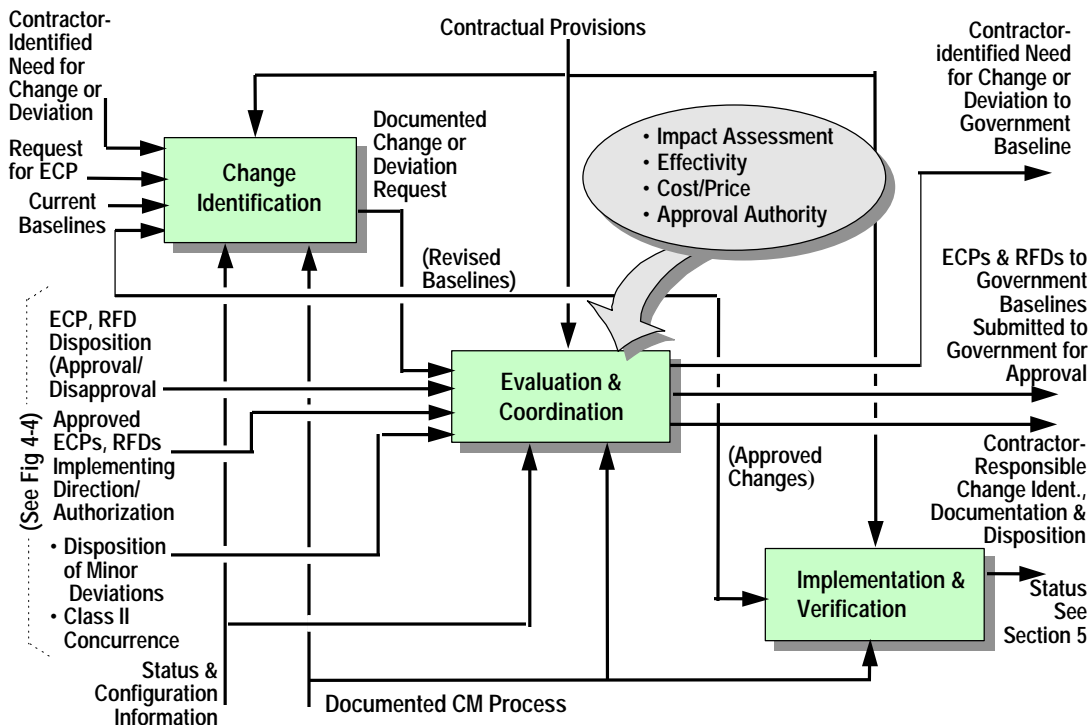 Contractor-
Identified
Need for
Change or
Deviation
Request
for ECP
Current
Baselines
Contractual Provisions
Change
Identification
Documented
Change or
Deviation
Request
• Impact Assessment
• Effectivity
• Cost/Price
• Approval Authority
Contractor-
identified Need
for Change or
Deviation to
Government
Baseline
(Revised
Baselines)
ECPs & RFDs to
Government
Baselines
Submitted to
Government for
Approval
(See Fig 4-4)
ECP, RFD
Disposition
(Approval/
Disapproval
Approved
ECPs, RFDs
Implementing
Direction/
Authorization
• Disposition
of Minor
Deviations
• Class II
Concurrence
Evaluation &
Coordination
(Approved
Changes)
Contractor-
Responsible
Change Ident.,
Documentation &
Disposition
Implementation &
Verification
Status
See
Section 5
Status &
Configuration
Information
Documented CM Process